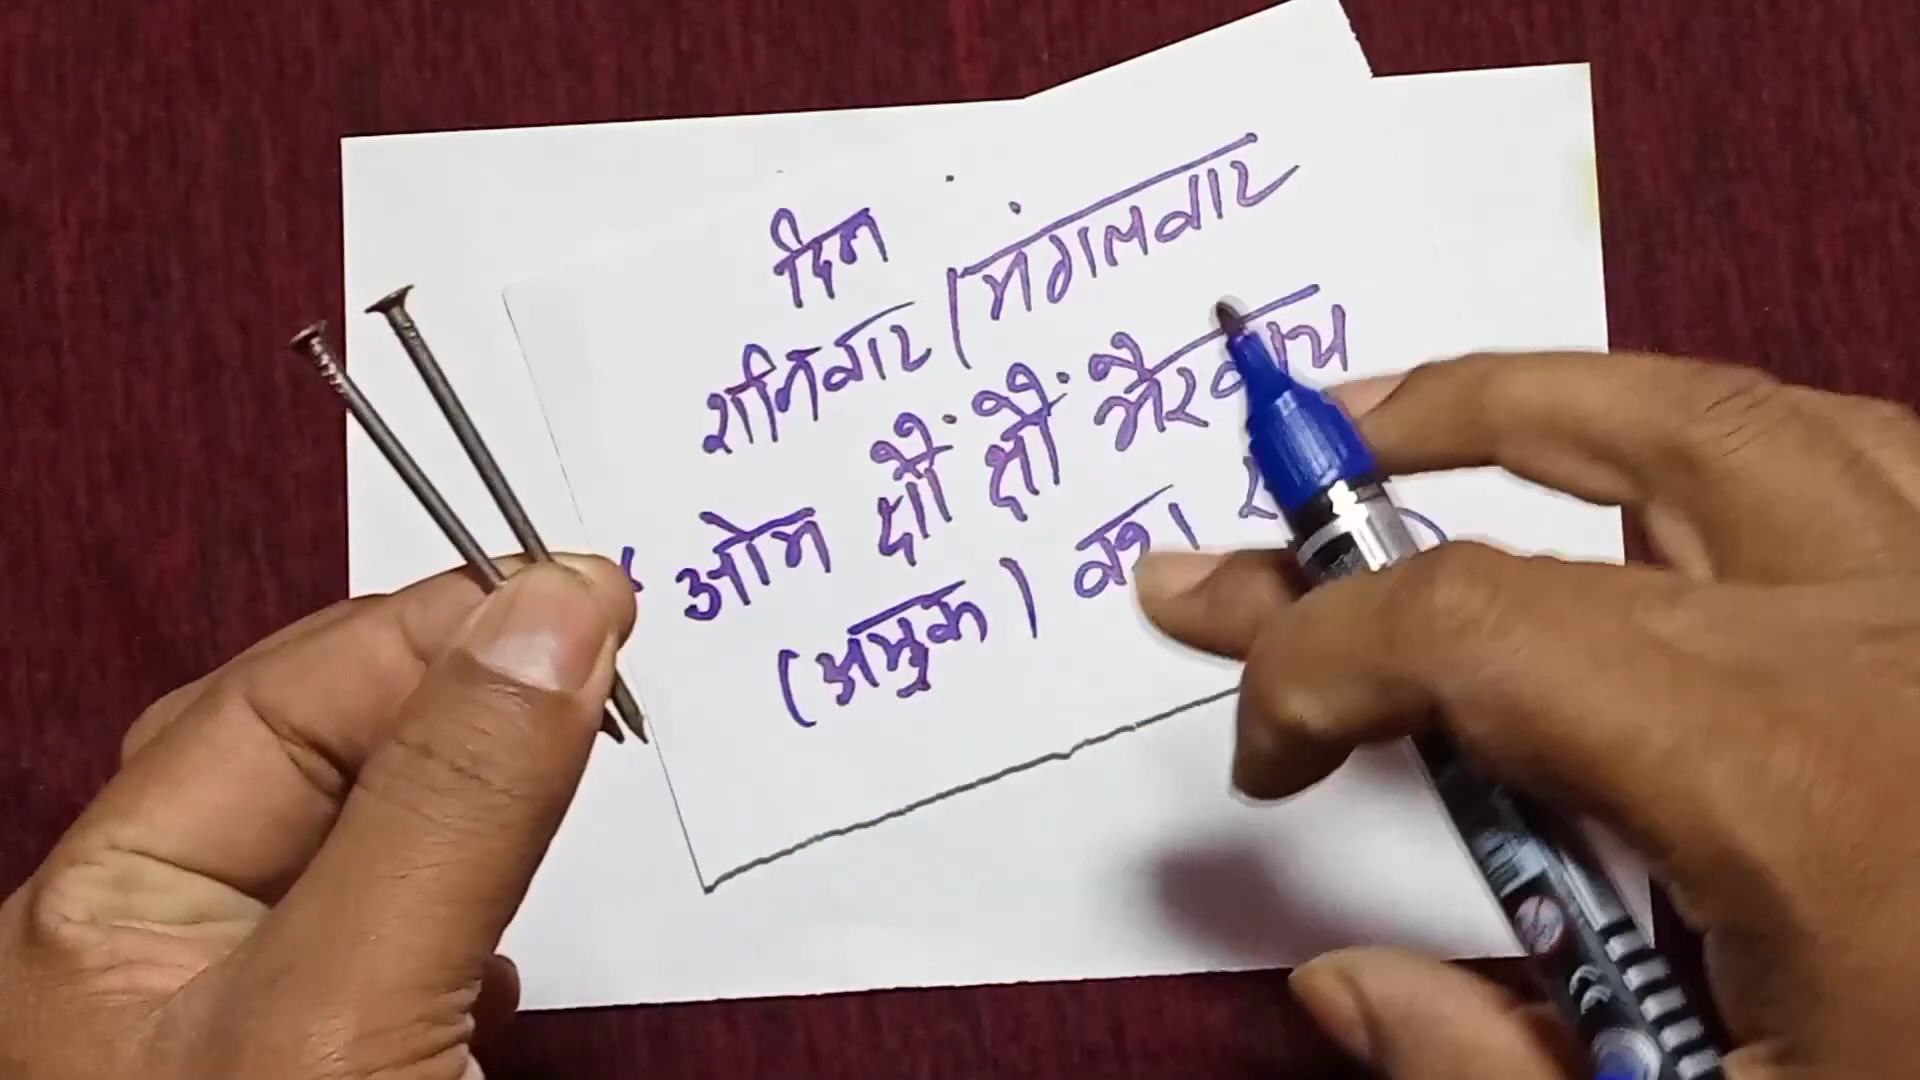 दिन
शनिवार / मंगलवार
"ओम क्षौं क्षौं भैरवाय
(अमुक) वश